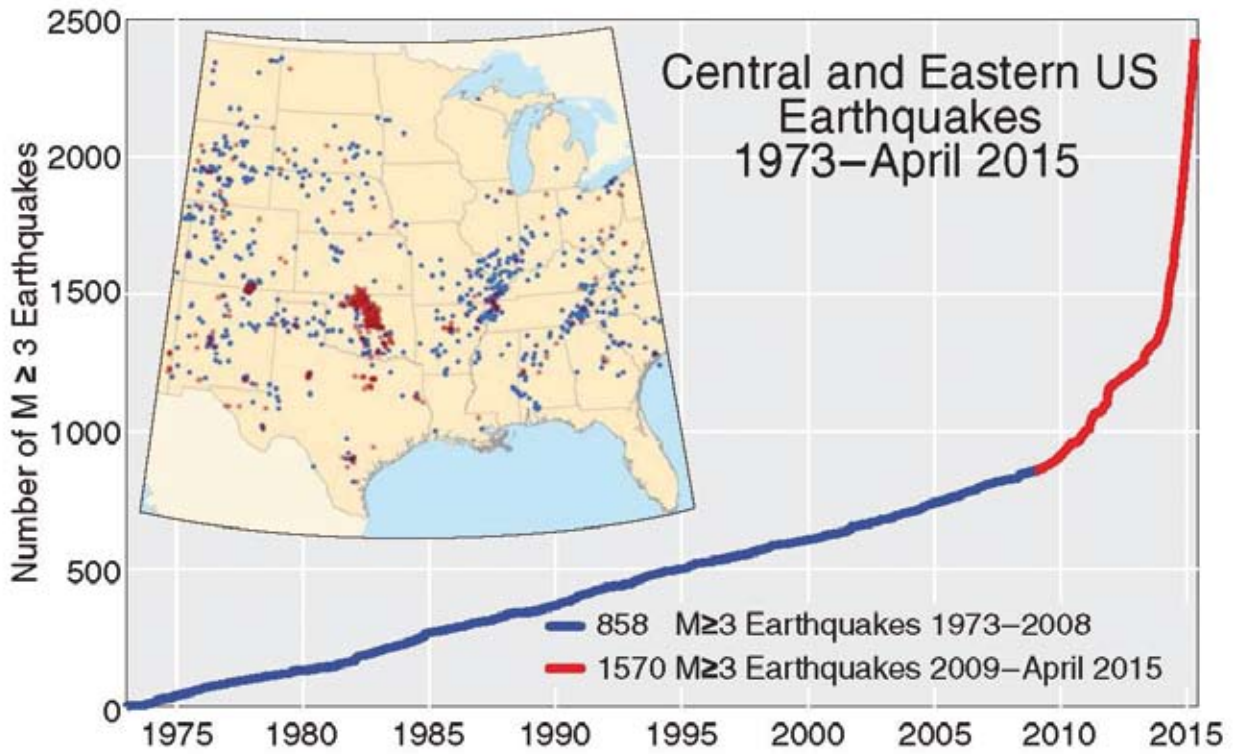 Central and Eastern US
Earthquakes
1973–April 2015
Number of M ≥ 3 Earthquakes
2500
2000
1500
1000
500
0
858 M≥3 Earthquakes 1973–2008
1570 M≥3 Earthquakes 2009–April 2015
1975 1980 1985 1990 1995 2000 2005 2010 2015